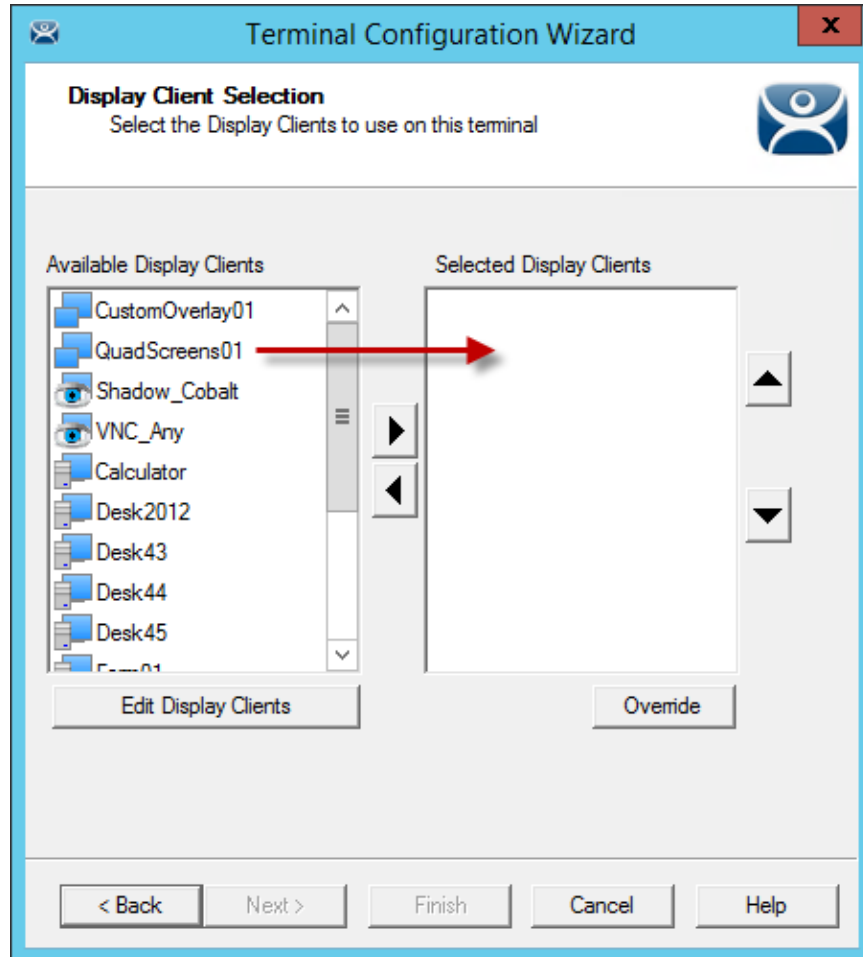 Terminal Configuration Wizard
x
Display Client Selection
Select the Display Clients to use on this terminal
Available Display Clients
Selected Display Clients
CustomOverlay01
QuadScreens01
Shadow_Cobalt
VNC_Any
Calculator
Desk2012
Desk43
Desk44
Desk45
Edit Display Clients
Override
< Back
Next >
Finish
Cancel
Help